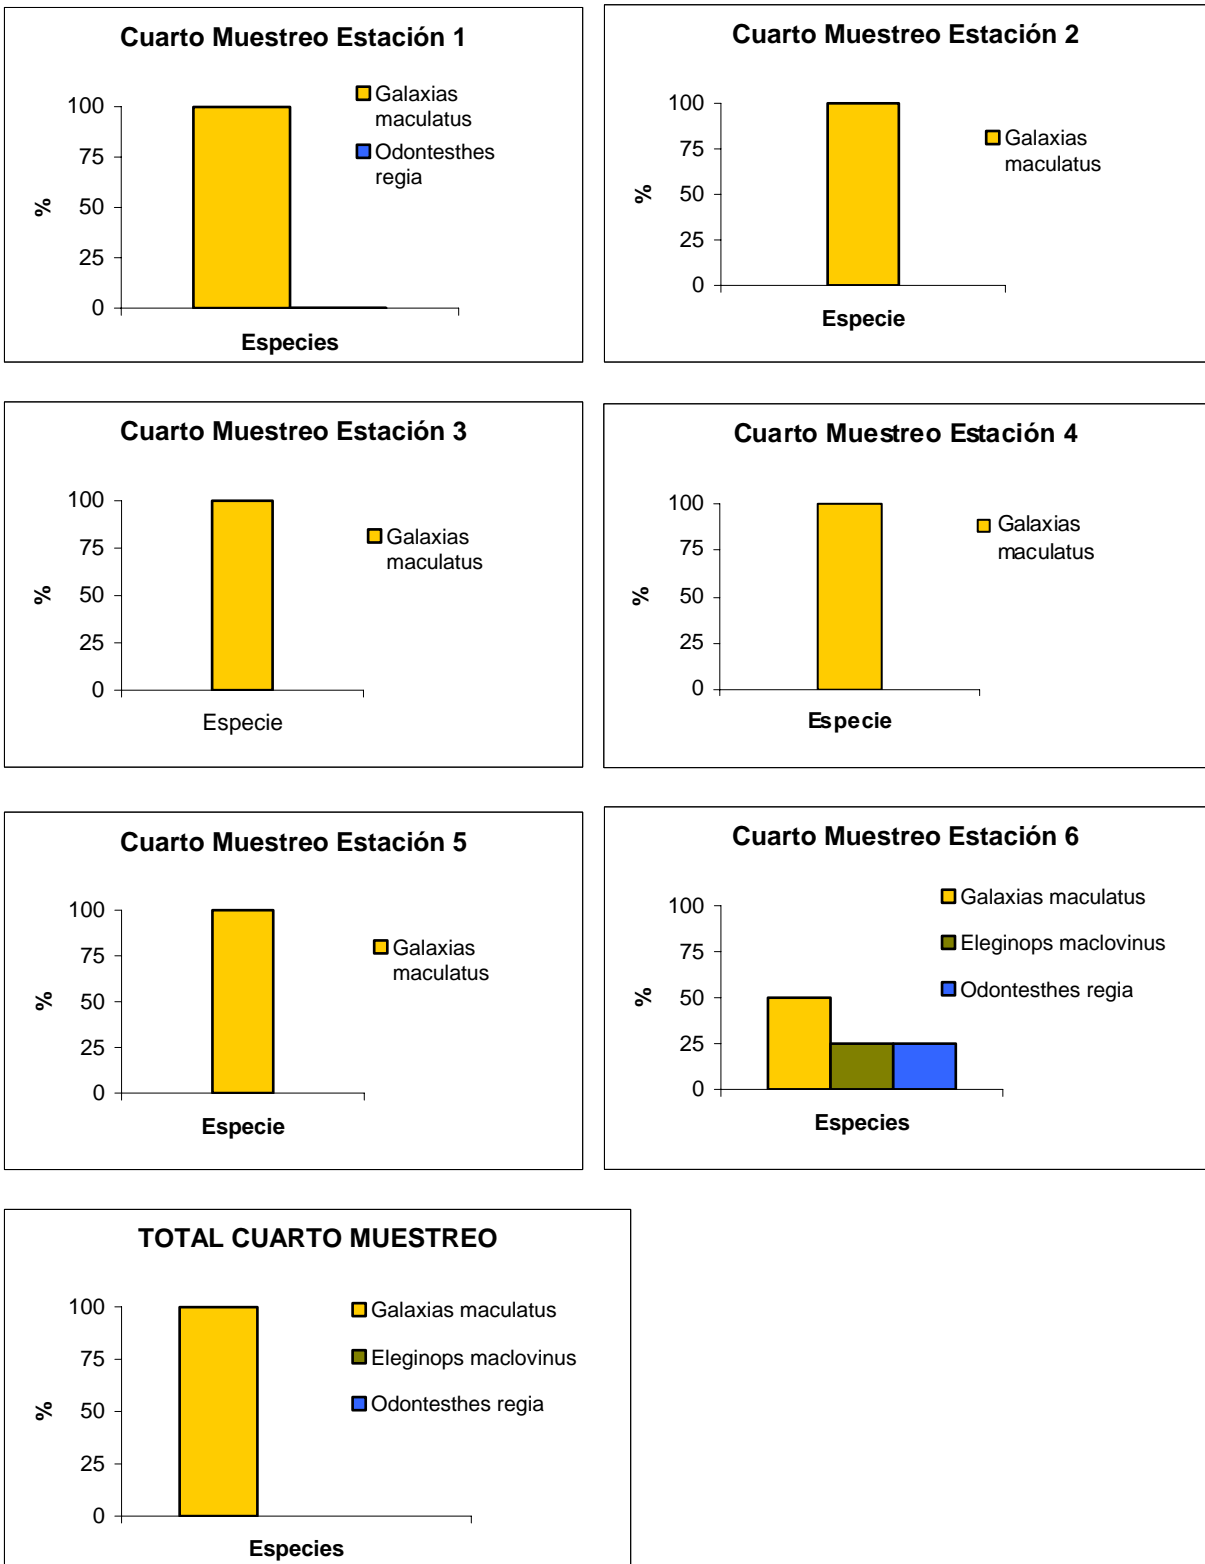 Cuarto Muestreo Estación 1
Galaxias
maculatus
Odontesthes
regia
100
75
50
25
0
%
Especies
Cuarto Muestreo Estación 2
Galaxias
maculatus
100
75
50
25
0
%
Especie
Cuarto Muestreo Estación 3
Galaxias
maculatus
100
75
50
25
0
%
Especie
Cuarto Muestreo Estación 4
Galaxias
maculatus
100
75
50
25
0
%
Especie
Cuarto Muestreo Estación 5
Galaxias
maculatus
100
75
50
25
0
%
Especie
Cuarto Muestreo Estación 6
Galaxias maculatus
Eleginops maclovinus
Odontesthes regia
100
75
50
25
0
%
Especies
TOTAL CUARTO MUESTREO
Galaxias maculatus
Eleginops maclovinus
Odontesthes regia
100
75
50
25
0
%
Especies